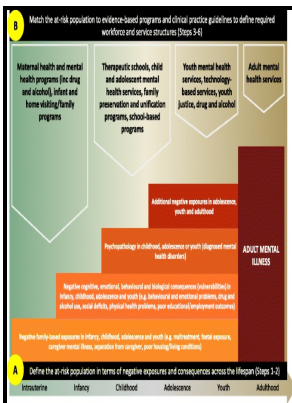 B
Match the at-risk population to evidence-based programs and clinical practice guidelines to define required
workforce and service structures (Steps 3-6)
Maternal health and mental
health programs (inc drug
and alcohol), infant and
home visiting/family
programs
Therapeutic schools, child
and adolescent mental
health services, family
preservation and unification
programs, school-based
programs
Youth mental health
services, technology-
based services, youth
justice, drug and alcohol
Adult mental
health services
Additional negative exposures in adolescence,
youth and adulthood
Psychopathology in childhood,
adolescence or youth (diagnosed mental
health disorders)
Negative cognitive, emotional, behavioural and biological consequences (vulnerabilities) in
infancy, childhood, adolescence and youth (e.g. behavioural and emotional problems, drug and
alcohol use, social deficits, physical health problems, poor educational/employment outcomes)
Negative family-based exposures in infancy, childhood, adolescence and youth (e.g. maltreatment, foetal exposure,
caregiver mental illness, separation from caregiver, poor housing/living conditions)
ADULT MENTAL
ILLNESS
A
Define the at-risk population in terms of negative exposures and consequences across the lifespan (Steps 1-2)
Intrauterine Infancy Childhood Adolescence Youth Adulthood